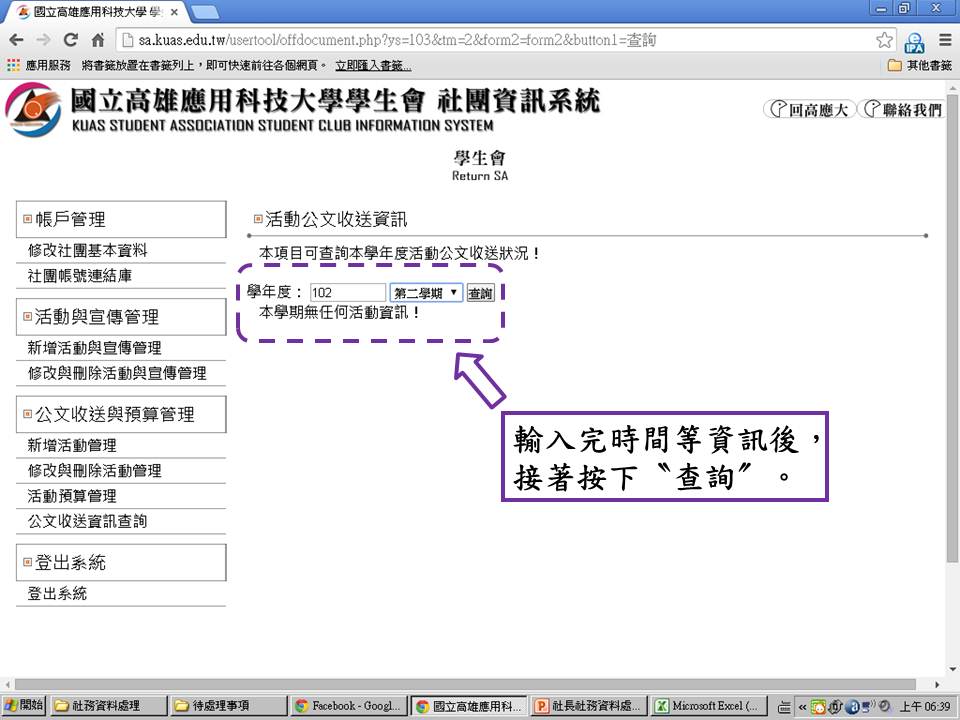 國立高雄應用科技大學 學
sa.kuas.edu.tw/usertool/offdocument.php?ys=103&tm=2&form2=form2&button1=查詢
應用服務 將書籤放置在書籤列上，即可快速前往各個網頁。 立即匯入書籤... 其他書籤
國立高雄應用科技大學學生會 社團資訊系統
KUAS STUDENT ASSOCIATION STUDENT CLUB INFORMATION SYSTEM
回高應大 聯絡我們
學生會
Return SA
帳戶管理
修改社團基本資料
社團帳號連結庫
活動與宣傳管理
新增活動與宣傳管理
修改與刪除活動與宣傳管理
公文收送與預算管理
新增活動管理
修改與刪除活動管理
活動預算管理
公文收送資訊查詢
登出系統
登出系統
活動公文收送資訊
本項目可查詢本學年度活動公文收送狀況！
學年度： 102 第二學期 查詢
本學期無任何活動資訊！
輸入完時間等資訊後，
接著按下〝查詢〞。
開始 社務資料處理 待處理事項 Facebook - Googl... 國立高雄應用科... 社長社務資料處... Microsoft Excel (... 上午 06:39